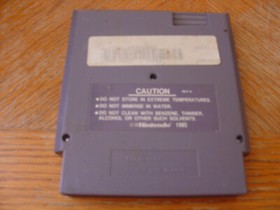 CAUTION
•DO NOT STORE IN EXTREME TEMPERATURES.
•DO NOT IMMERSE IN WATER.
•DO NOT CLEAN WITH BENZENE, THINNER,
ALCOHOL OR OTHER SUCH SOLVENTS.
©Nintendo 1985